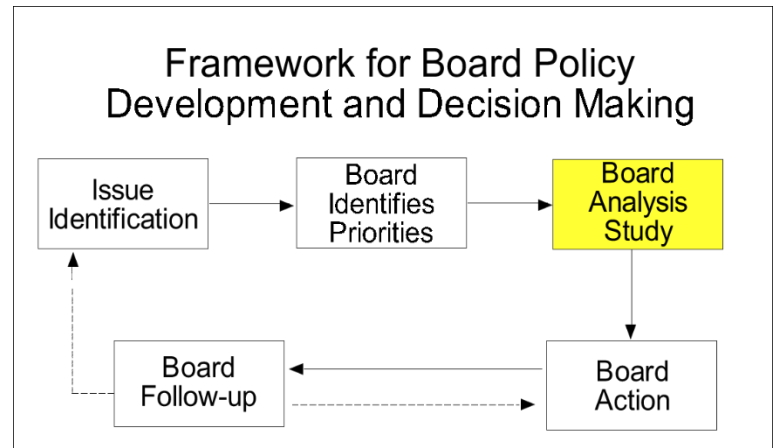 Framework for Board Policy
Development and Decision Making
Issue
Identification
Board
Identifies
Priorities
Board
Analysis
Study
Board
Follow-up
Board
Action